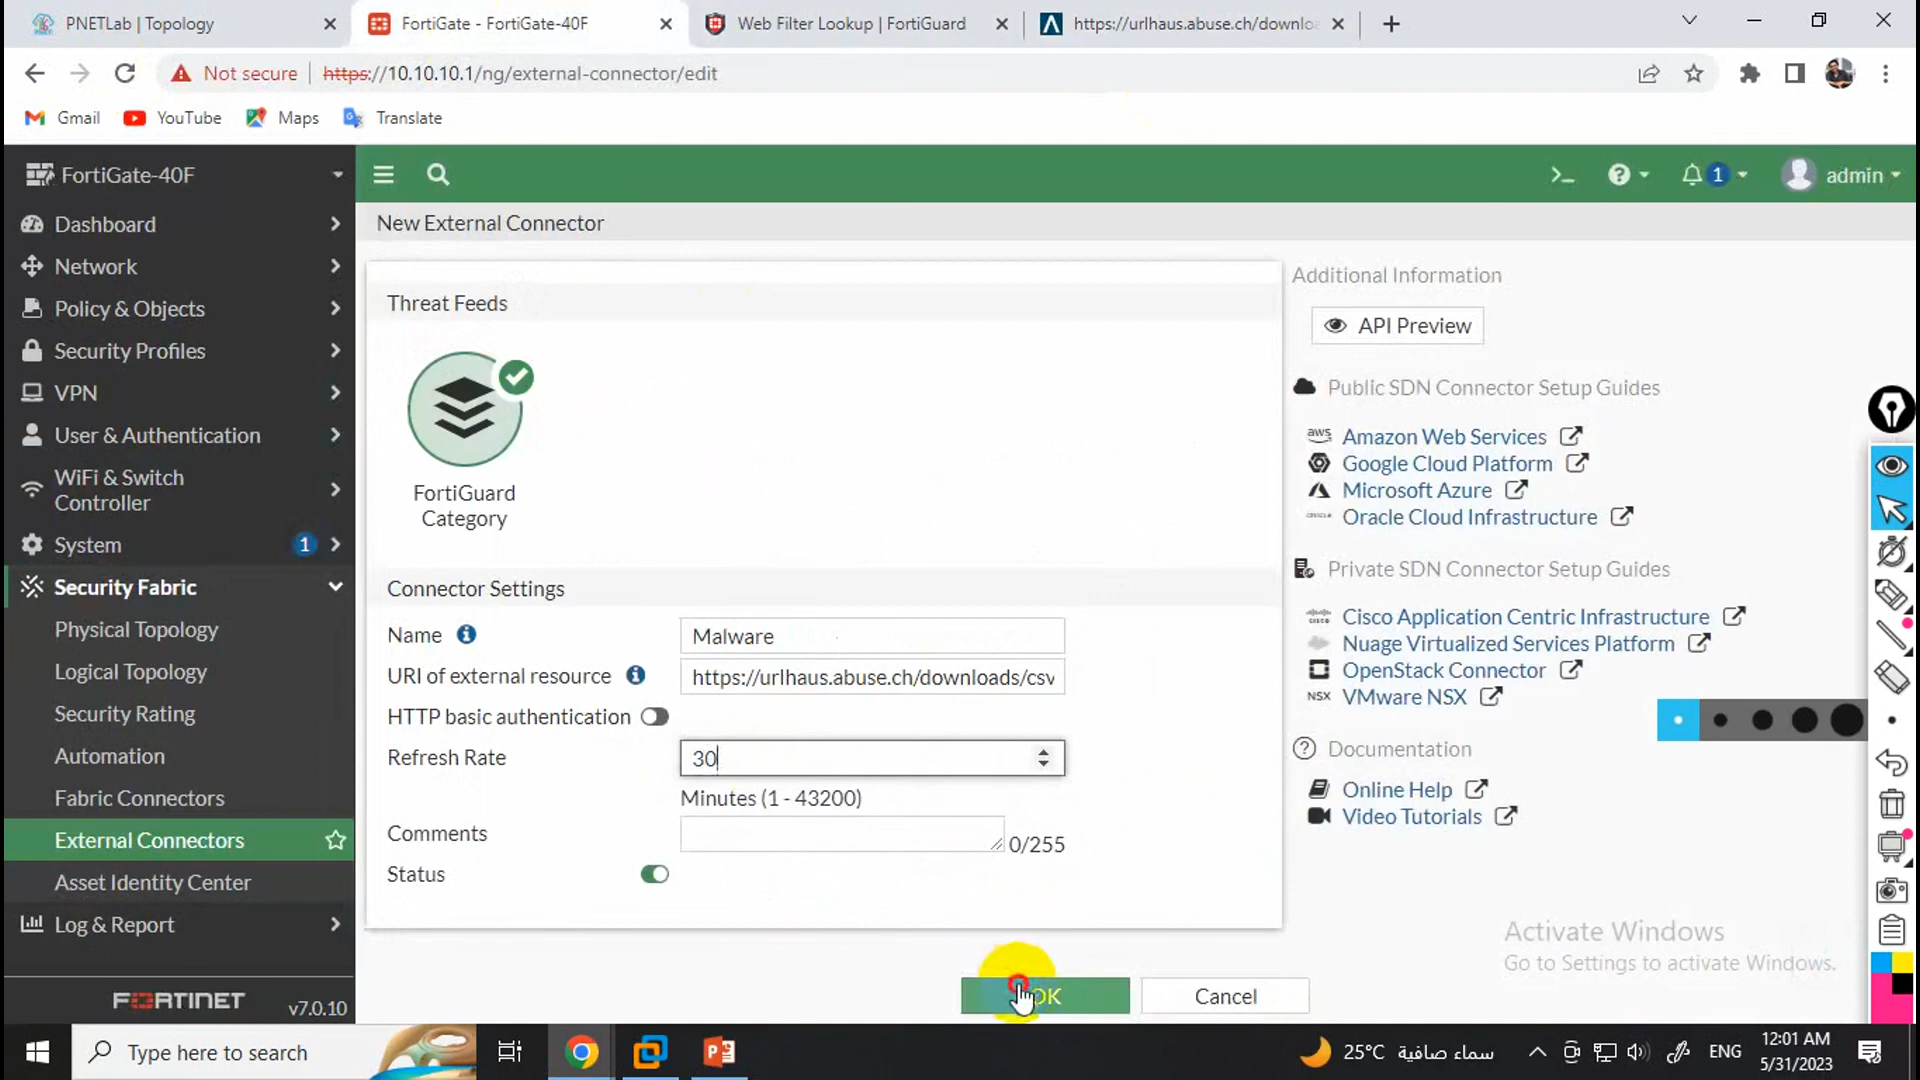 PNETLab | Topology
FortiGate - FortiGate-40F
Web Filter Lookup | FortiGuard
https://urlhaus.abuse.ch/downlo
Not secure
https://10.10.10.1/ng/external-connector/edit
Gmail
YouTube
Maps
Translate
FortiGate-40F
>_
1
admin
Dashboard
Network
Policy & Objects
Security Profiles
VPN
User & Authentication
WiFi & Switch
Controller
System
1
Security Fabric
Physical Topology
Logical Topology
Security Rating
Automation
Fabric Connectors
External Connectors
Asset Identity Center
Log & Report
FORTINET
v7.0.10
New External Connector
Threat Feeds
FortiGuard
Category
Connector Settings
Name
Malware
URI of external resource
https://urlhaus.abuse.ch/downloads/csv
HTTP basic authentication
Refresh Rate
30
Minutes (1 - 43200)
Comments
0/255
Status
OK
Cancel
Additional Information
API Preview
Public SDN Connector Setup Guides
aws
Amazon Web Services
Google Cloud Platform
Microsoft Azure
Oracle Cloud Infrastructure
Private SDN Connector Setup Guides
Cisco Application Centric Infrastructure
Nuage Virtualized Services Platform
OpenStack Connector
NSX
VMware NSX
Documentation
Online Help
Video Tutorials
Activate Windows
Go to Settings to activate Windows.
Type here to search
25°C
سماء صافية
ENG
12:01 AM
5/31/2023